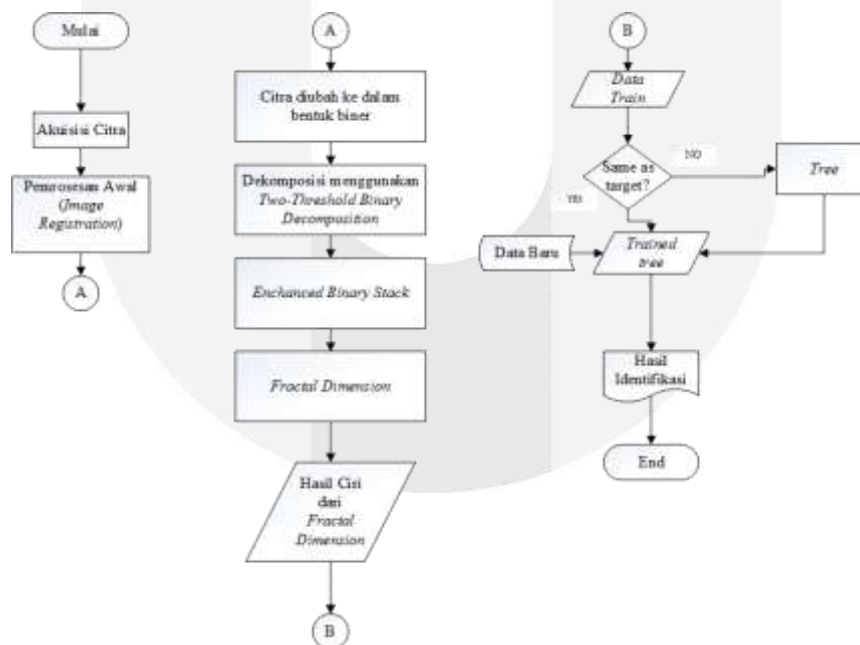 Mulai
Akuisisi Citra
Pemrosesan Awal
(Image
Registration)
A
A
Citra diubah ke dalam
bentuk biner
Dekomposisi menggunakan
Two-Threshold Binary
Decomposition
Enchanced Binary Stack
Fractal Dimension
Hasil Ciri
dari
Fractal
Dimension
B
B
Data
Train
Same as
target?
NO
YES
Tree
Data Baru
Trained
tree
Hasil
Identifikasi
End